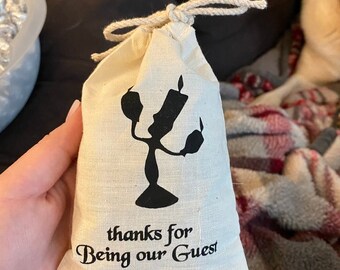 thanks for
Being our Guest